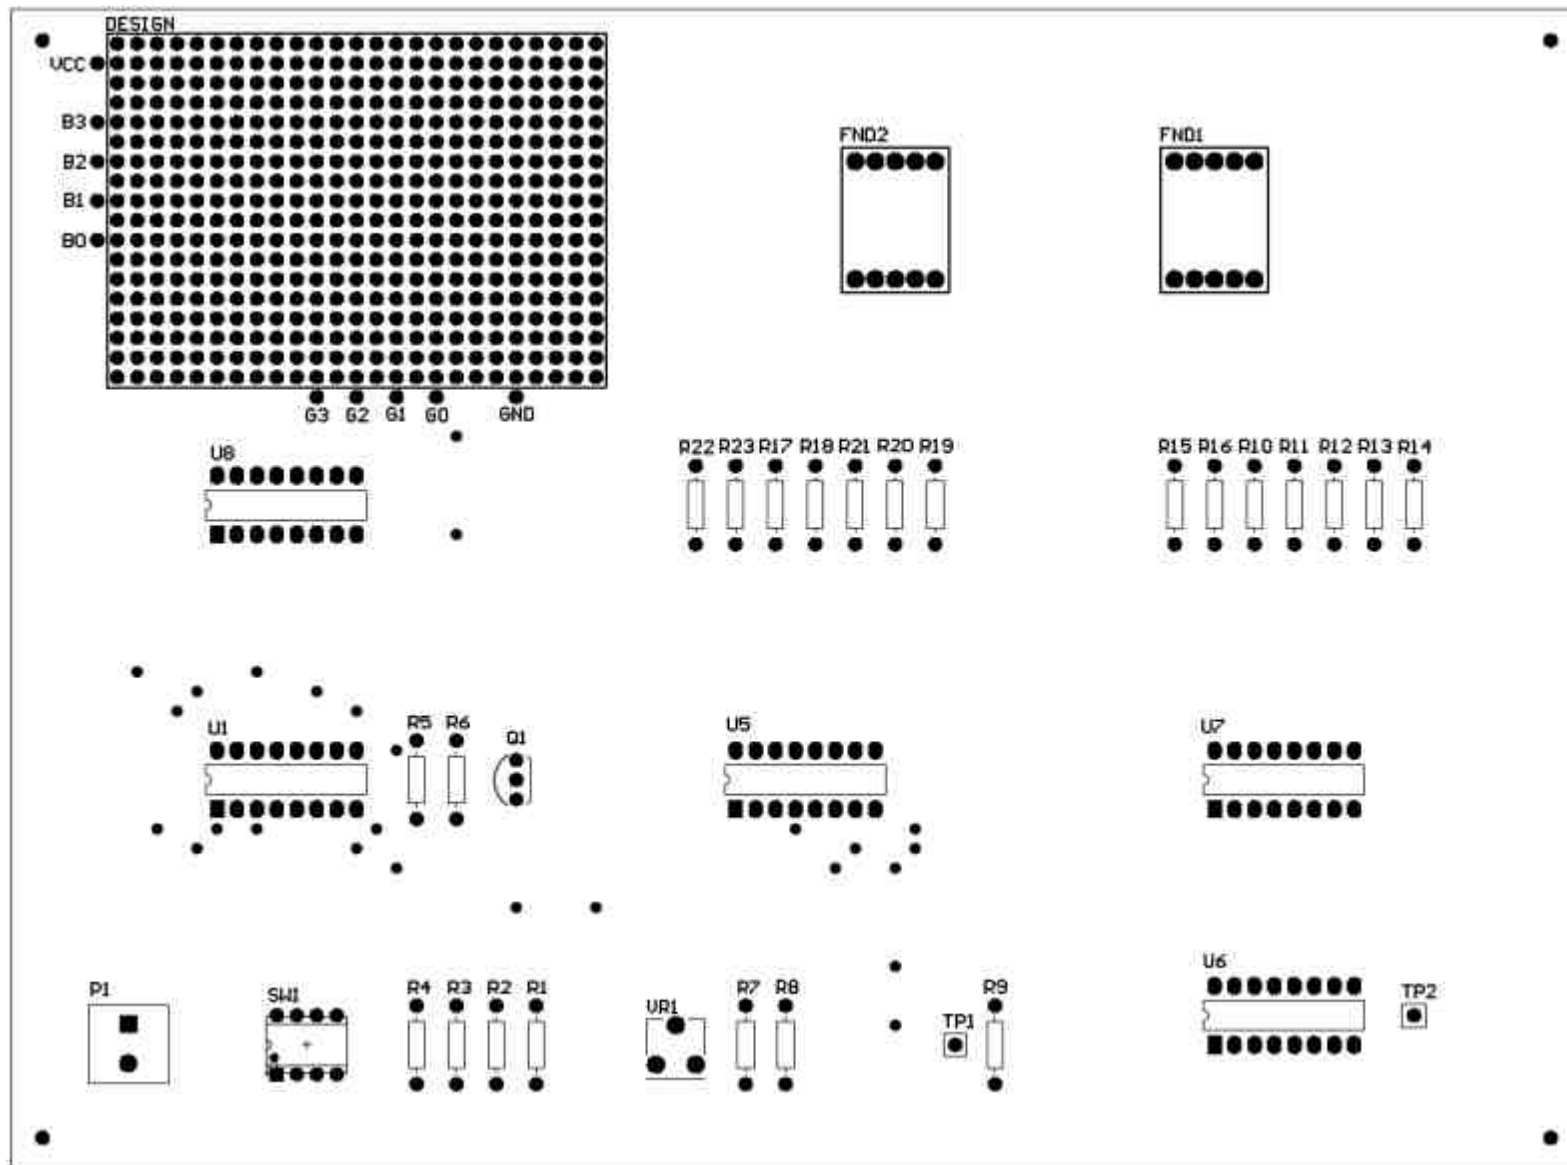 DESIGN
VCC
B3
FND2 FND1
B2
B1
B0
G3 G2 G1 G0 GND
U8
R22 R23 R17 R18 R21 R20 R19 R15 R16 R10 R11 R12 R13 R14
U1 R5 R6 Q1 U5 U7
U6
P1 SW1 R4 R3 R2 R1 VR1 R7 R8 R9 TP2
TP1